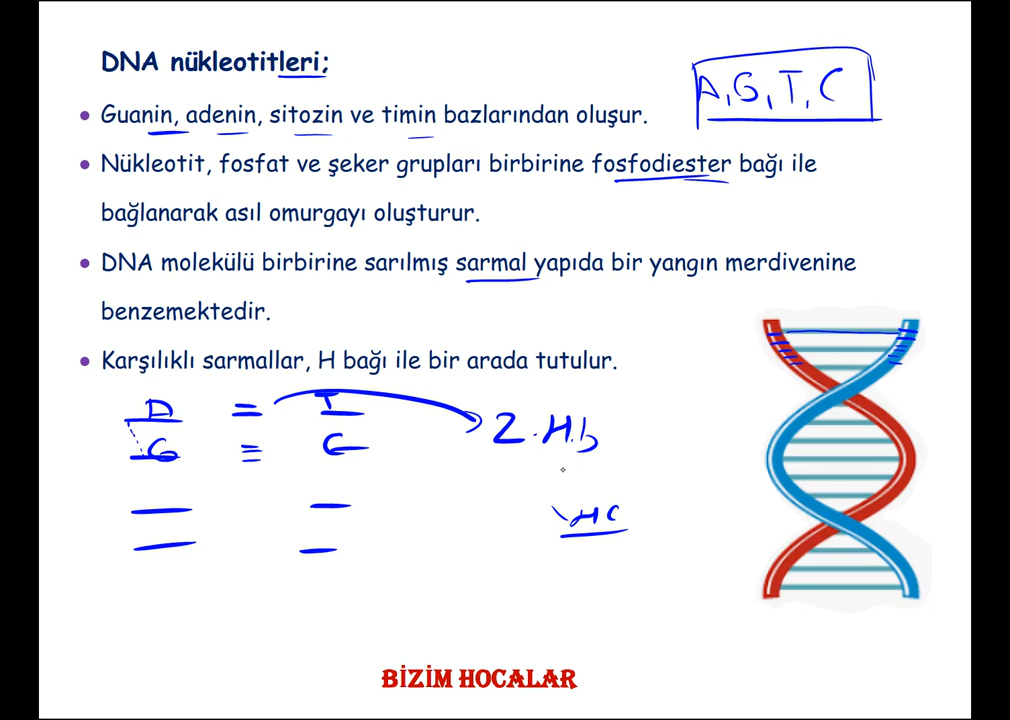 DNA nükleotitleri;
A, G, T, C
• Guanin, adenin, sitozin ve timin bazlarından oluşur.
• Nükleotit, fosfat ve şeker grupları birbirine fosfodiester bağı ile
bağlanarak asıl omurgayı oluşturur.
• DNA molekülü birbirine sarılmış sarmal yapıda bir yangın merdivenine
benzemektedir.
• Karşılıklı sarmallar, H bağı ile bir arada tutulur.
A = T
G ≡ C
2.H.b
BİZİM HOCALAR